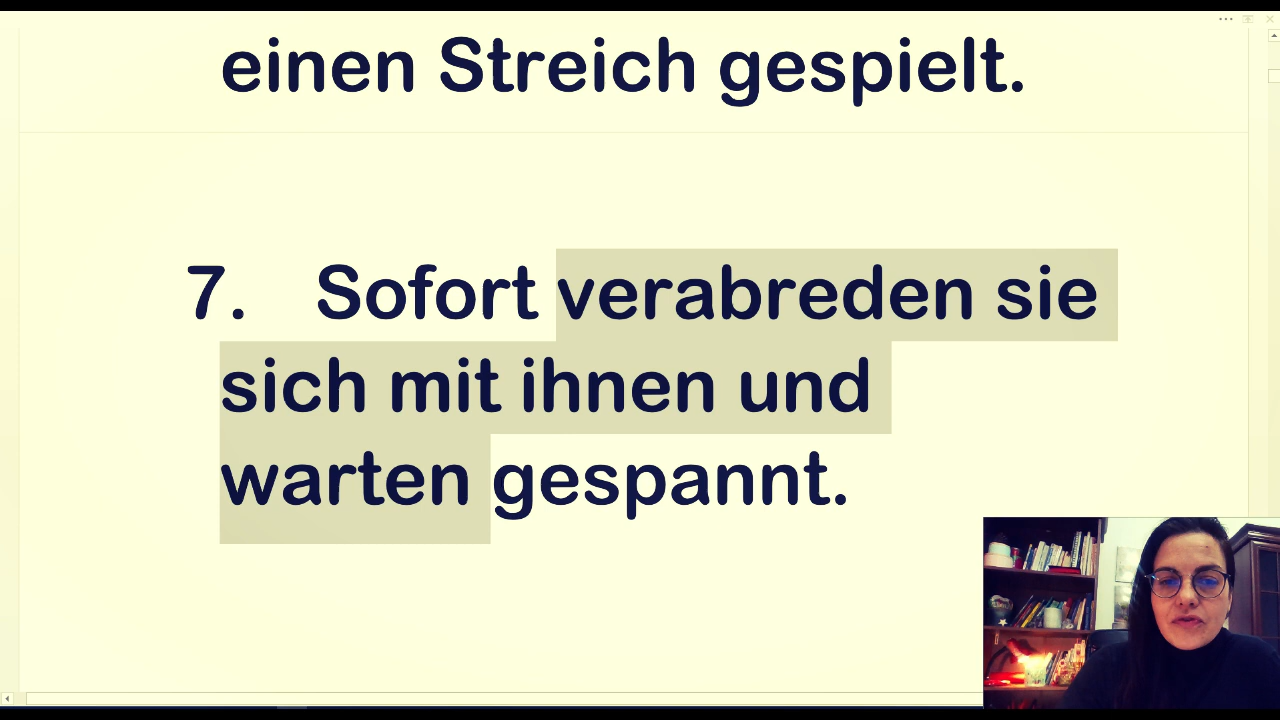 einen Streich gespielt.
7. Sofort verabreden sie
sich mit ihnen und
warten gespannt.